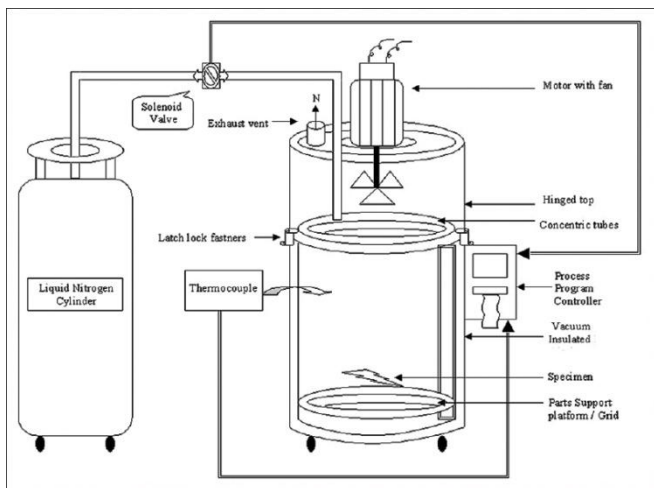 Solenoid
Valve
Exhaust vent
N
Motor with fan
Hinged top
Concentric tubes
Latch lock fastners
Liquid Nitrogen
Cylinder
Thermocouple
Process
Program
Controller
Vacuum
Insulated
Specimen
Parts Support
platform / Grid